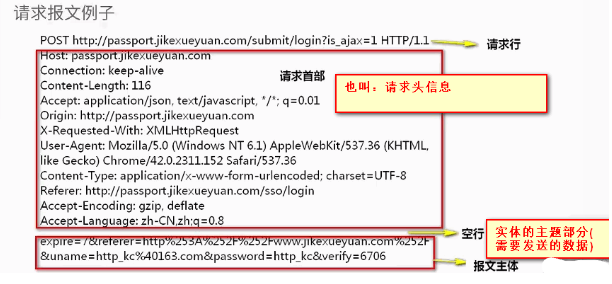 请求报文例子
POST http://passport.jikexueyuan.com/submit/login?is_ajax=1 HTTP/1.1
请求行
Host: passport.jikexueyuan.com
Connection: keep-alive
请求首部
也叫：请求头信息
Content-Length: 116
Accept: application/json, text/javascript, */*; q=0.01
Origin: http://passport.jikexueyuan.com
X-Requested-With: XMLHttpRequest
User-Agent: Mozilla/5.0 (Windows NT 6.1) AppleWebKit/537.36 (KHTML,
like Gecko) Chrome/42.0.2311.152 Safari/537.36
Content-Type: application/x-www-form-urlencoded; charset=UTF-8
Referer: http://passport.jikexueyuan.com/sso/login
Accept-Encoding: gzip, deflate
Accept-Language: zh-CN,zh;q=0.8
空行
实体的主题部分(
需要发送的数据)
expire=7&referer=http%253A%252F%252Fwww.jikexueyuan.com%252F
&uname=http_kc%40163.com&password=http_kc&verify=6706
报文主体